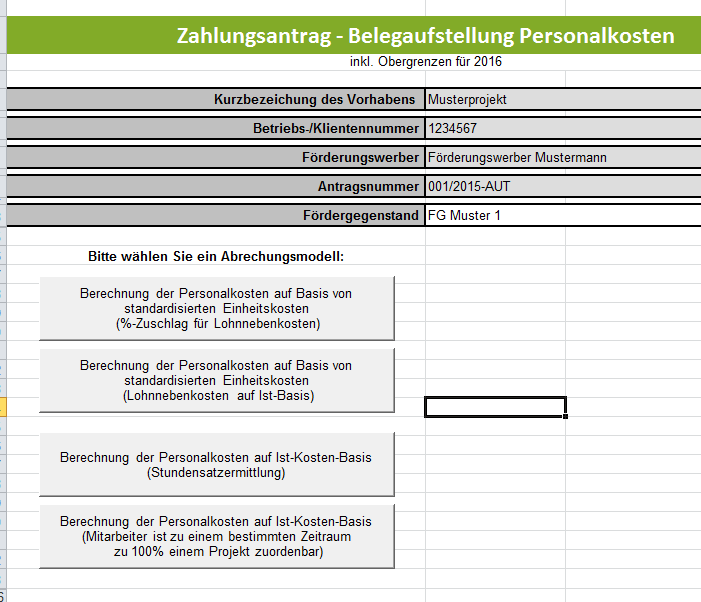 Zahlungsantrag - Belegaufstellung Personalkosten
inkl. Obergrenzen für 2016
Kurzbezeichung des Vorhabens Musterprojekt
Betriebs-/Klientennummer 1234567
Förderungswerber Förderungswerber Mustermann
Antragsnummer 001/2015-AUT
Fördergegenstand FG Muster 1
Bitte wählen Sie ein Abrechungsmodell:
Berechnung der Personalkosten auf Basis von
standardisierten Einheitskosten
(%-Zuschlag für Lohnnebenkosten)
Berechnung der Personalkosten auf Basis von
standardisierten Einheitskosten
(Lohnnebenkosten auf Ist-Basis)
Berechnung der Personalkosten auf Ist-Kosten-Basis
(Stundensatzermittlung)
Berechnung der Personalkosten auf Ist-Kosten-Basis
(Mitarbeiter ist zu einem bestimmten Zeitraum
zu 100% einem Projekt zuordenbar)